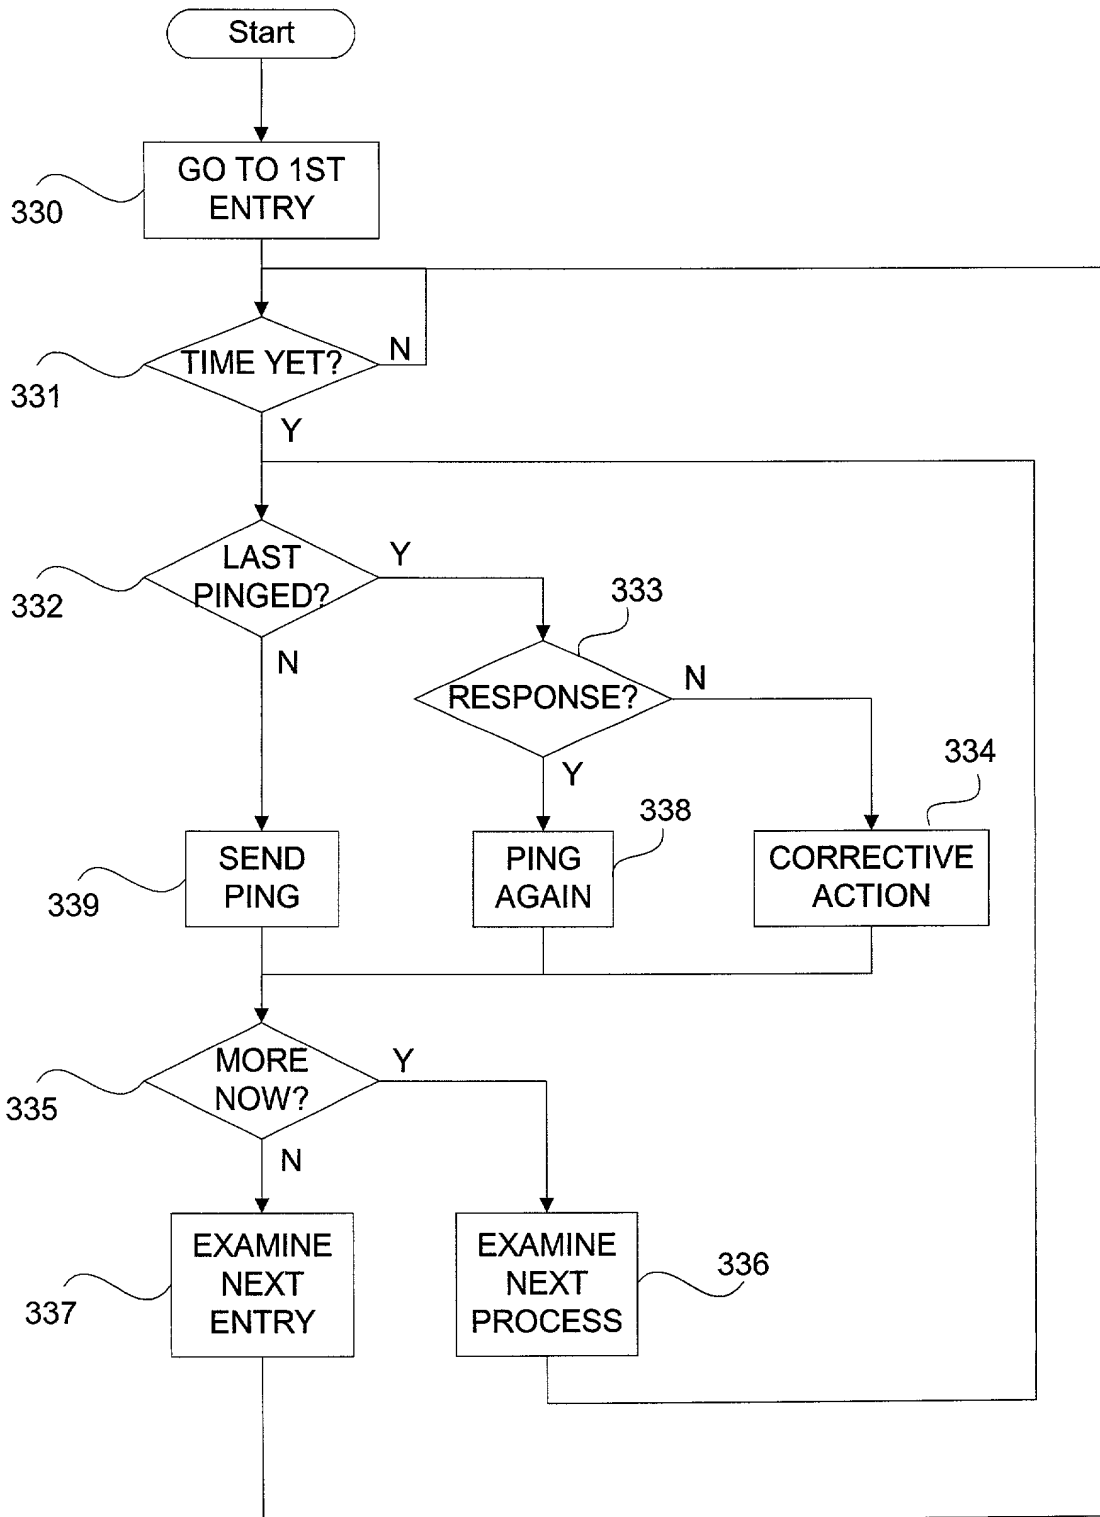 Start
GO TO 1ST
ENTRY
330
TIME YET?
N
331
Y
LAST
PINGED?
Y
332
333
N
RESPONSE?
N
Y
334
338
SEND
PING
339
PING
AGAIN
CORRECTIVE
ACTION
MORE
NOW?
Y
335
N
EXAMINE
NEXT
ENTRY
337
EXAMINE
NEXT
PROCESS
336